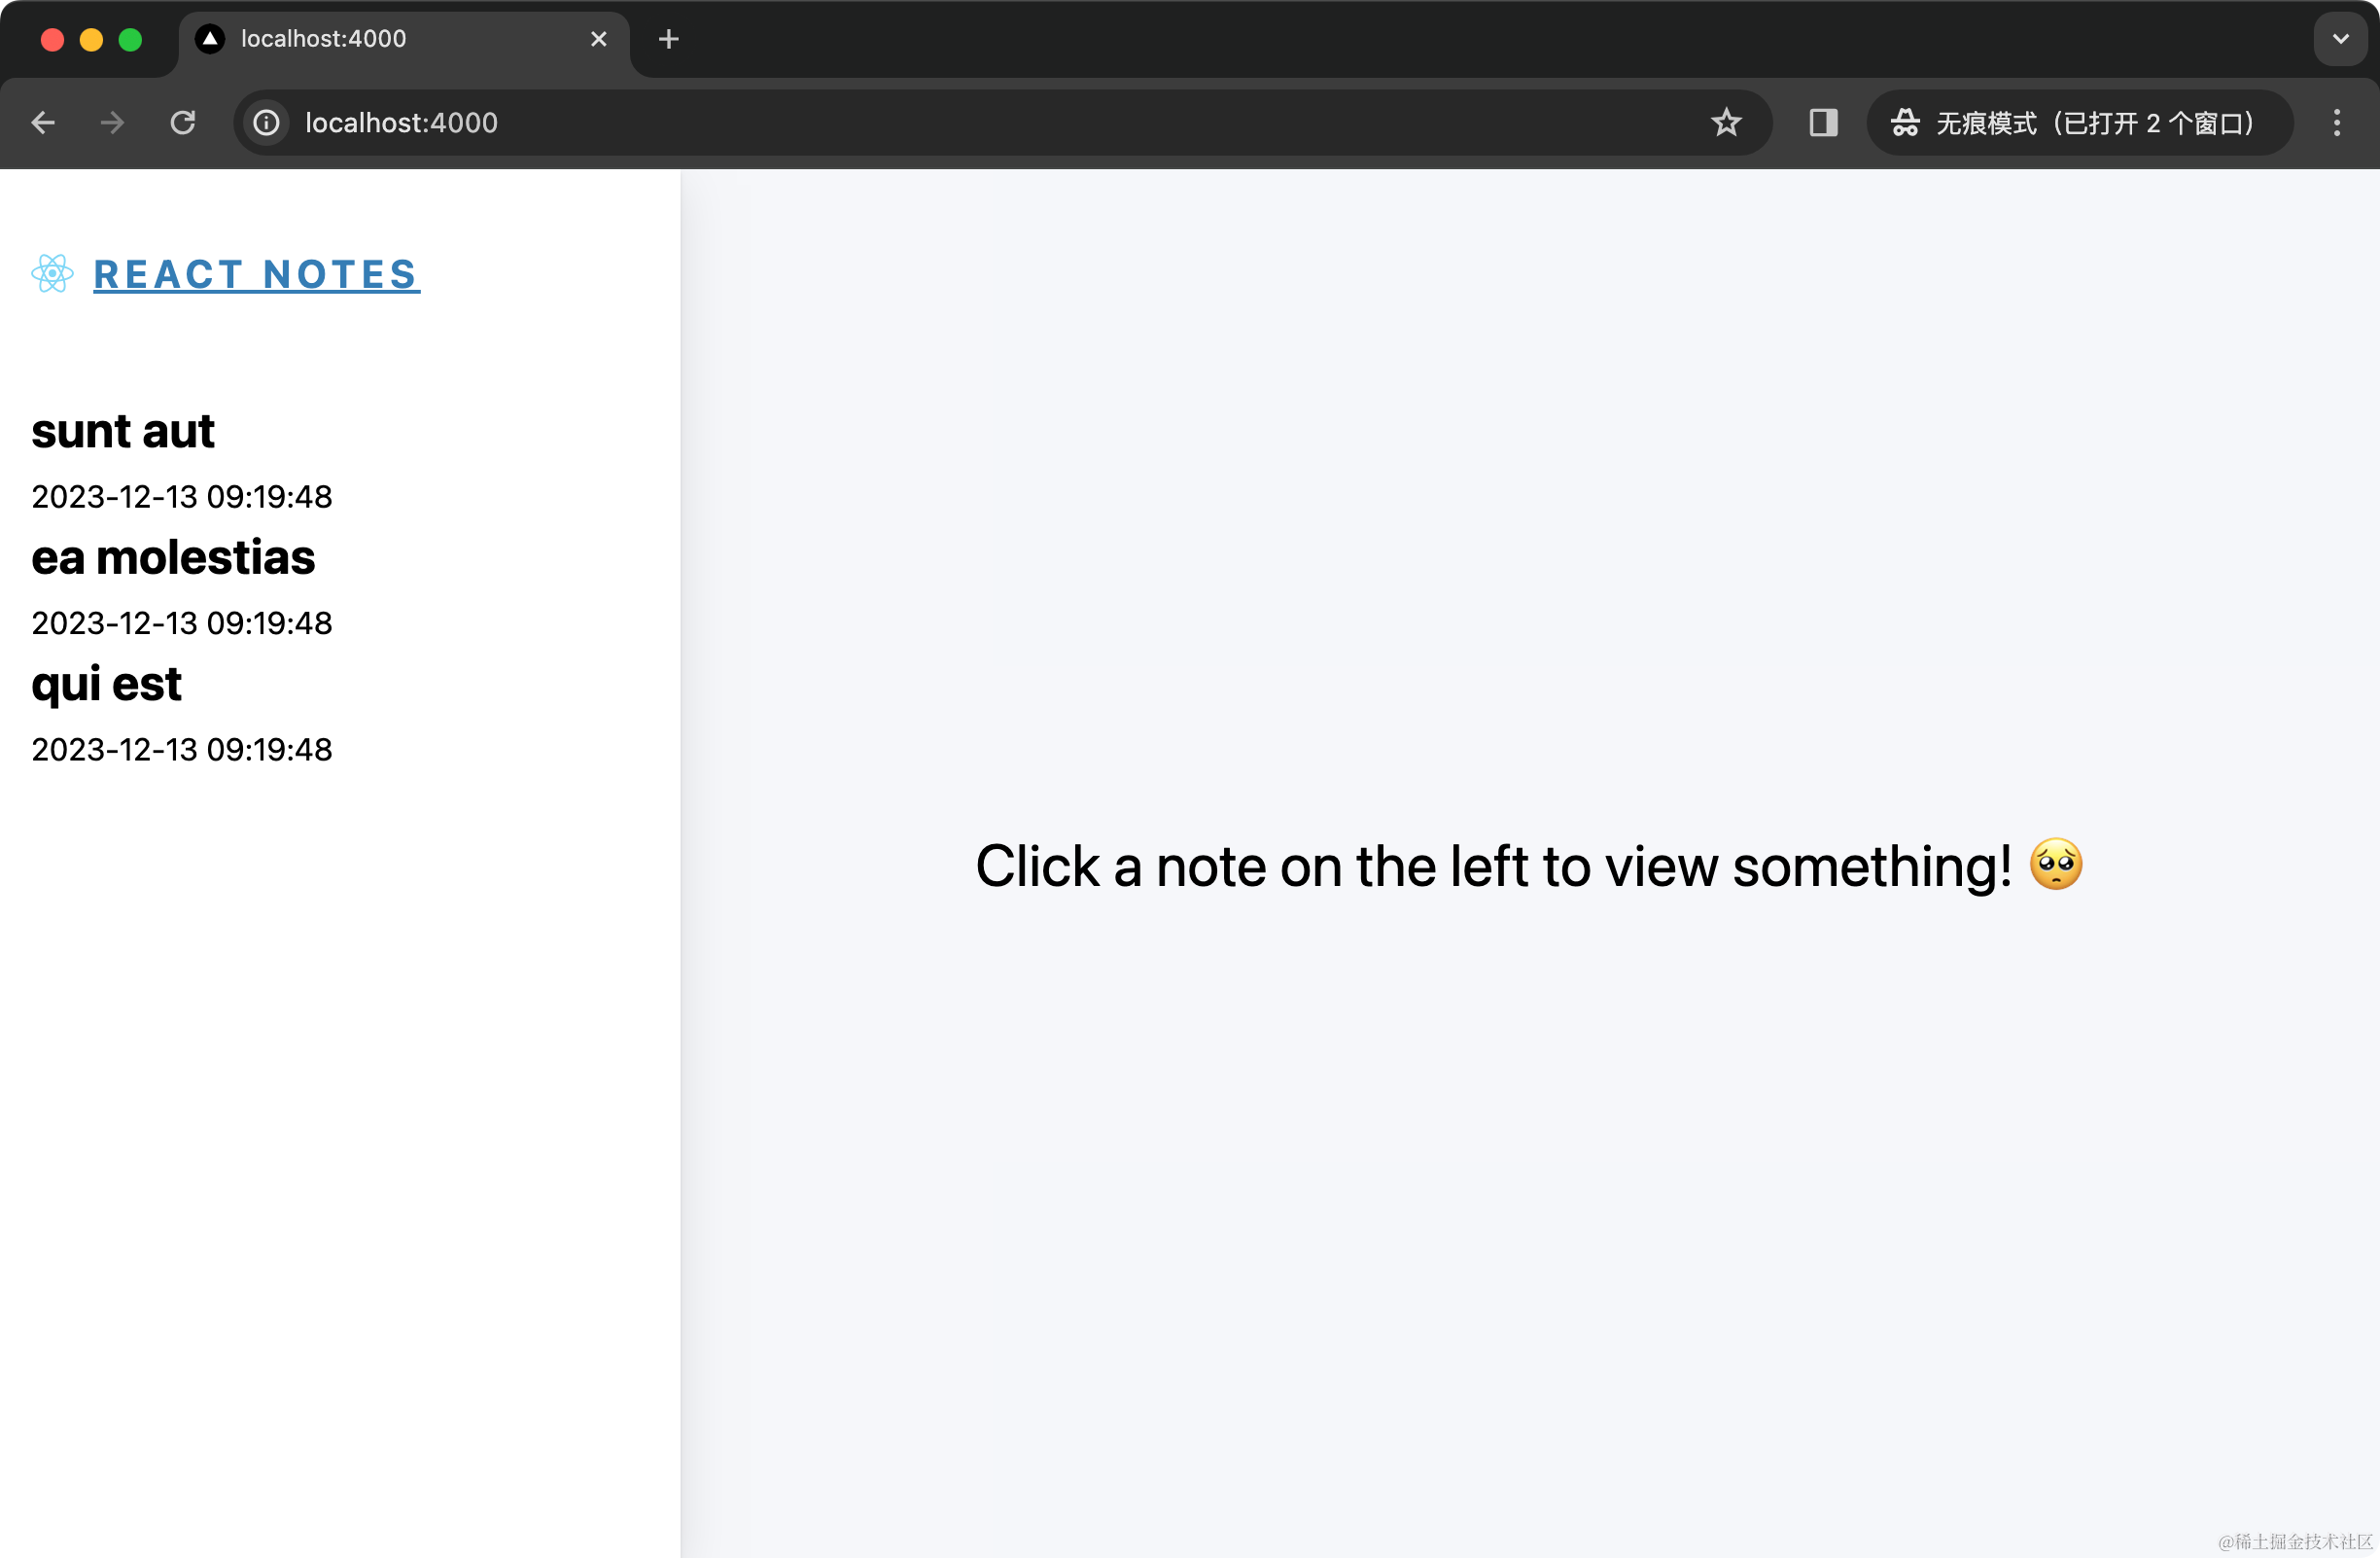 localhost:4000
localhost:4000
无痕模式（已打开 2 个窗口）
REACT NOTES
sunt aut
2023-12-13 09:19:48
ea molestias
2023-12-13 09:19:48
qui est
2023-12-13 09:19:48
Click a note on the left to view something! 🥺
@稀土掘金技术社区